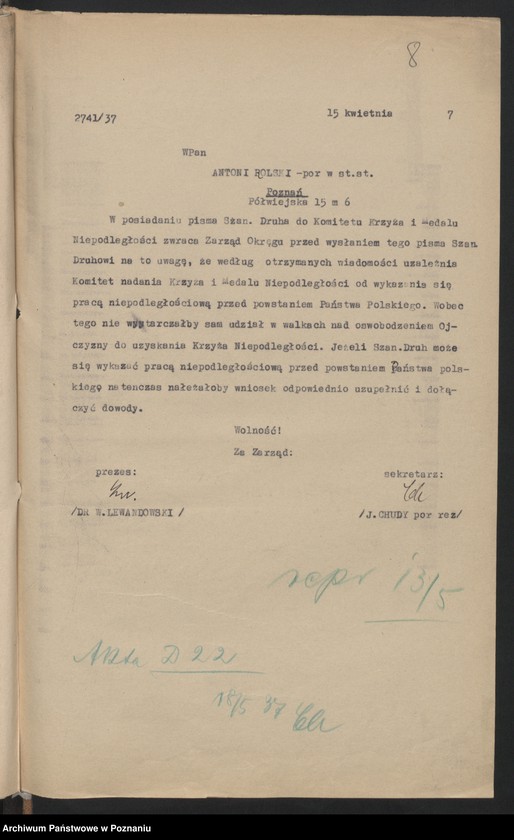 8
2741/37 15 kwietnia 7
WPan
ANTONI ROLSKI -por w st.st.
Poznań
Półwiejska 15 m 6
W posiadaniu pisma Szan. Druha do Komitetu Krzyża i Medalu
Niepodległości zwraca Zarząd Okręgu przed wysłaniem tego pisma Szan.
Druhowi na to uwagę, że według otrzymanych wiadomości uzależnia
Komitet nadania Krzyża i Medalu Niepodległości od wykazania się
pracą niepodległościową przed powstaniem Państwa Polskiego. Wobec
tego nie wystarczałby sam udział w walkach nad oswobodzeniem Oj-
czyzny do uzyskania Krzyża Niepodległości. Jeżeli Szan.Druh może
się wykazać pracą niepodległościową przed powstaniem Państwa pols-
kiego natenczas należałoby wniosek odpowiednio uzupełnić i dołą-
czyć dowody.
Wolność!
Za Zarząd:
prezes: sekretarz:
/DR W.LEWANDOWSKI / /J.CHUDY por rez/
13/5
Akta D 22
18/5 37
Archiwum Państwowe w Poznaniu